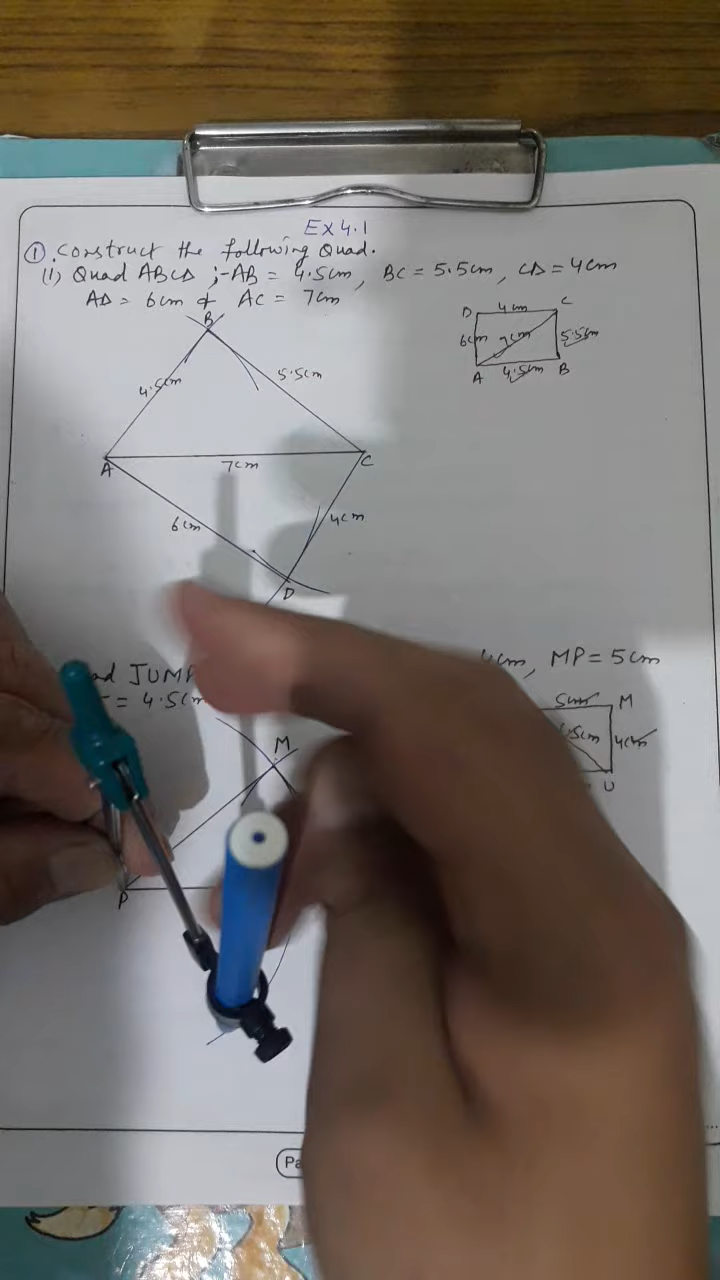 Ex 4.1
① Construct the following Quad.
(i) Quad ABCD ;- AB = 4.5cm, BC = 5.5cm, CD = 4cm
AD = 6cm & AC = 7cm
B
4.5cm
5.5cm
A
7cm
C
6cm
4cm
D
D 4cm C
6cm 7cm 5.5cm
A 4.5cm B
JUMP 4cm, MP = 5cm
= 4.5cm
M
P
5cm M
4cm
U